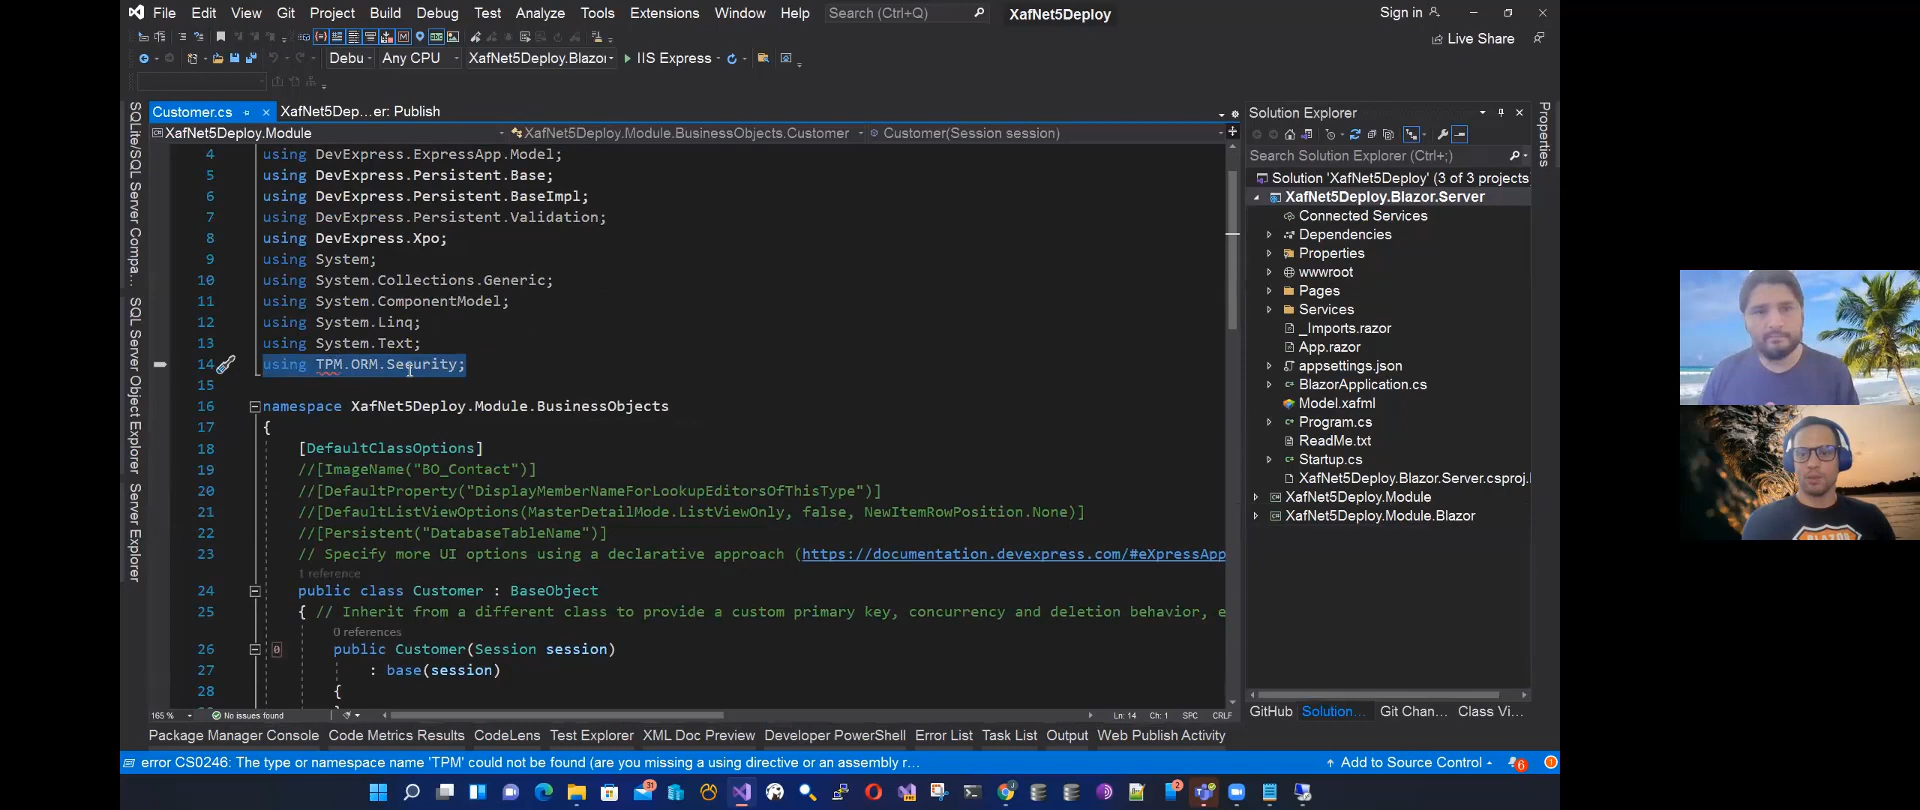 File Edit View Git Project Build Debug Test Analyze Tools Extensions Window Help Search (Ctrl+Q) XafNet5Deploy Sign in
Live Share
Debu Any CPU XafNet5Deploy.Blazor IIS Express
Customer.cs XafNet5Dep...er: Publish
XafNet5Deploy.Module XafNet5Deploy.Module.BusinessObjects.Customer Customer(Session session)
4 using DevExpress.ExpressApp.Model;
5 using DevExpress.Persistent.Base;
6 using DevExpress.Persistent.BaseImpl;
7 using DevExpress.Persistent.Validation;
8 using DevExpress.Xpo;
9 using System;
10 using System.Collections.Generic;
11 using System.ComponentModel;
12 using System.Linq;
13 using System.Text;
14 using TPM.ORM.Security;
15
16 namespace XafNet5Deploy.Module.BusinessObjects
17 {
18 [DefaultClassOptions]
19 //[ImageName("BO_Contact")]
20 //[DefaultProperty("DisplayMemberNameForLookupEditorsOfThisType")]
21 //[DefaultListViewOptions(MasterDetailMode.ListViewOnly, false, NewItemRowPosition.None)]
22 //[Persistent("DatabaseTableName")]
23 // Specify more UI options using a declarative approach (https://documentation.devexpress.com/#eXpressApp
1 reference
24 public class Customer : BaseObject
25 { // Inherit from a different class to provide a custom primary key, concurrency and deletion behavior, e
0 references
26 public Customer(Session session)
27 : base(session)
28 {
165 % No issues found Ln: 14 Ch: 1 SPC CRLF
Package Manager Console Code Metrics Results CodeLens Test Explorer XML Doc Preview Developer PowerShell Error List Task List Output Web Publish Activity
error CS0246: The type or namespace name 'TPM' could not be found (are you missing a using directive or an assembly r... Add to Source Control 6 1
SQLite/SQL Server Compa...
SQL Server Object Explorer
Server Explorer
Solution Explorer
Search Solution Explorer (Ctrl+;)
Solution 'XafNet5Deploy' (3 of 3 projects)
XafNet5Deploy.Blazor.Server
Connected Services
Dependencies
Properties
wwwroot
Pages
Services
_Imports.razor
App.razor
appsettings.json
BlazorApplication.cs
Model.xafml
Program.cs
ReadMe.txt
Startup.cs
XafNet5Deploy.Blazor.Server.csproj.
XafNet5Deploy.Module
XafNet5Deploy.Module.Blazor
GitHub Solution... Git Chan... Class Vi...
Properties
31
2
BLAZOR